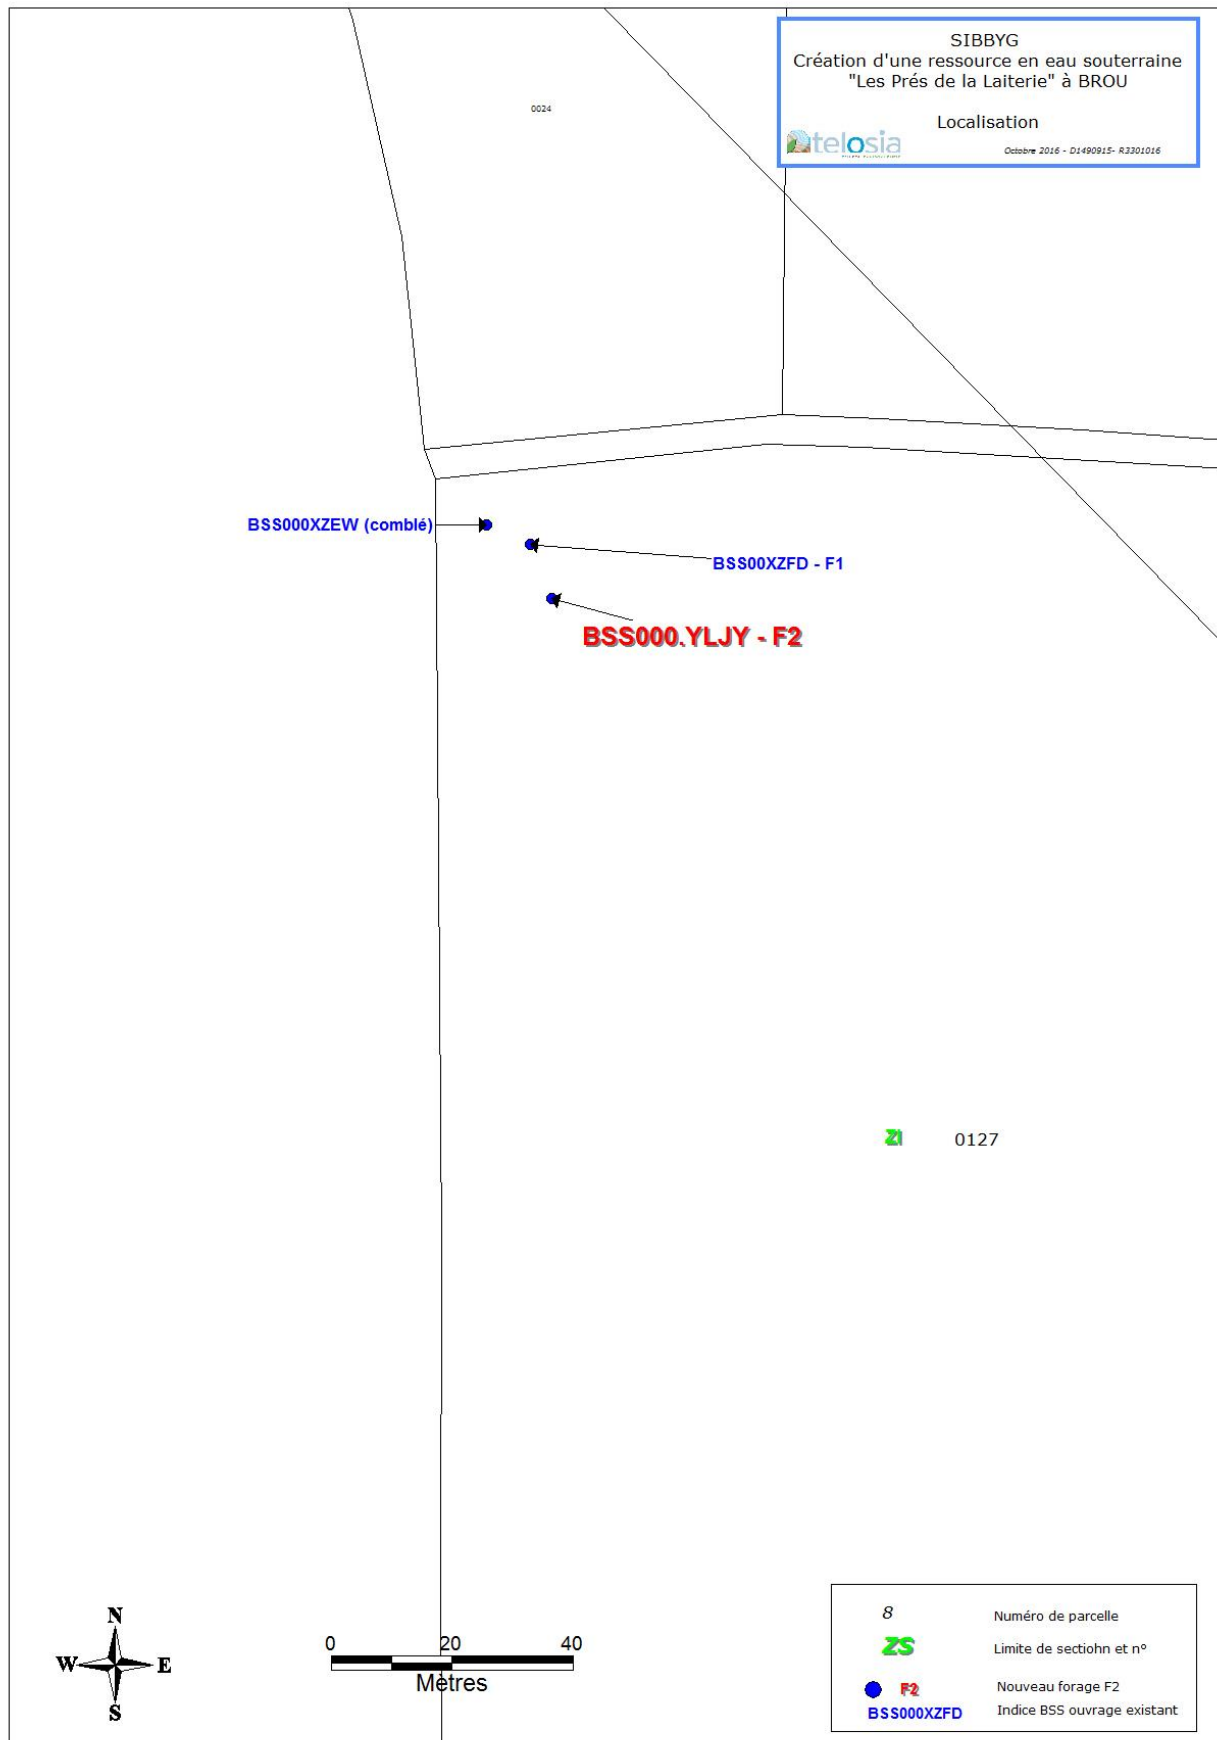 SIBBYG
Création d'une ressource en eau souterraine
"Les Prés de la Laiterie" à BROU
Localisation
telosia
Octobre 2016 - D1490915- R3301016
0024
BSS000XZEW (comblé)
BSS00XZFD - F1
BSS000.YLJY - F2
ZI 0127
N
W E
S
0 20 40
Mètres
8 Numéro de parcelle
ZS Limite de sectiohn et n°
F2 Nouveau forage F2
BSS000XZFD Indice BSS ouvrage existant